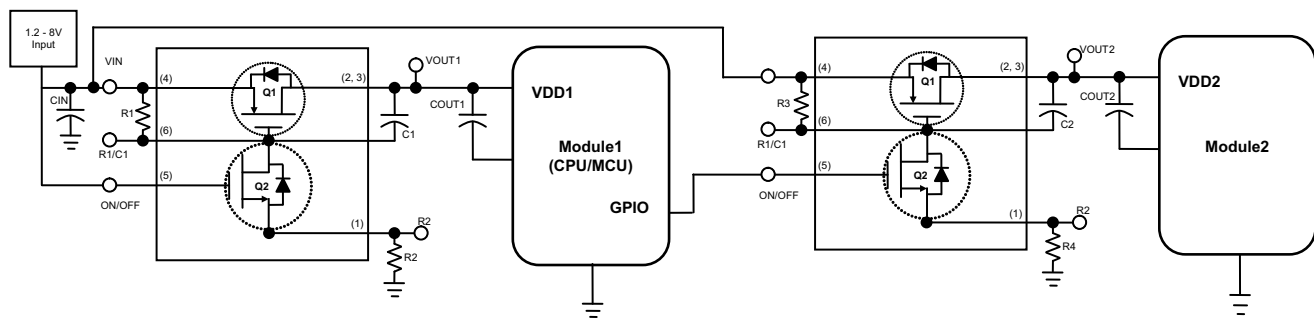 1.2 - 8V
Input
VIN
CIN
R1
R1/C1
ON/OFF
(4)
(6)
(5)
Q1
Q2
(2, 3)
(1)
R2
R2
C1
VOUT1
COUT1
VDD1
Module1
(CPU/MCU)
GPIO
R3
R1/C1
ON/OFF
(4)
(6)
(5)
Q1
Q2
(2, 3)
(1)
R2
R4
C2
VOUT2
COUT2
VDD2
Module2